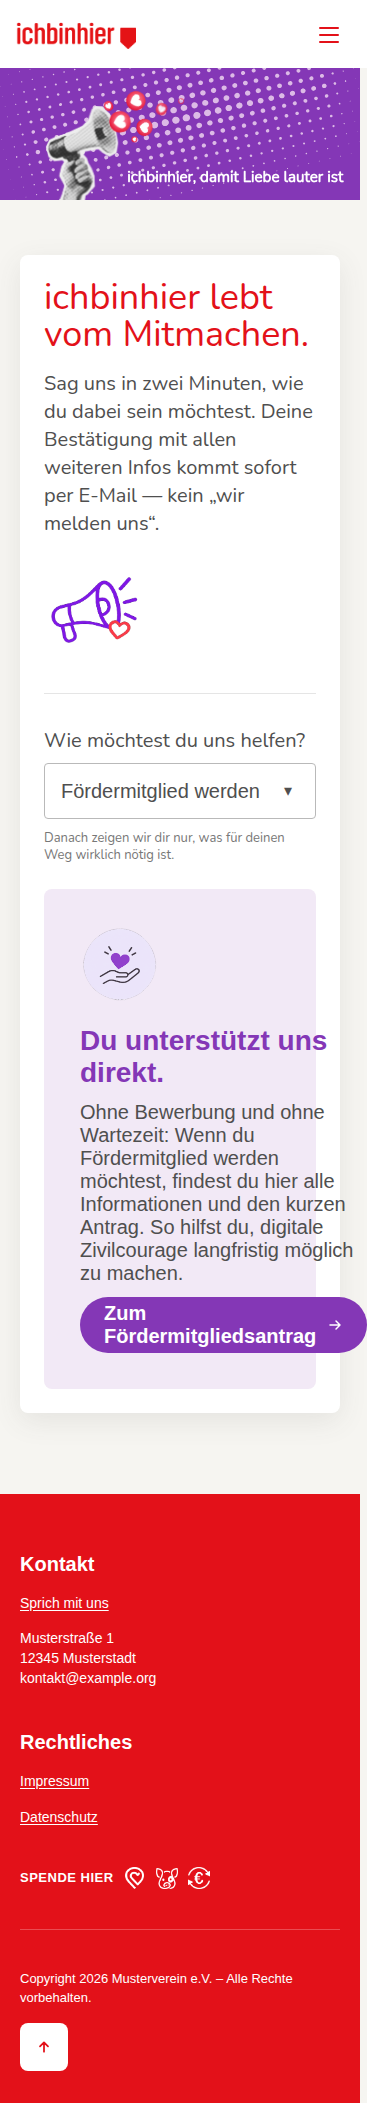 ichbinhier
ichbinhier, damit Liebe lauter ist
ichbinhier lebt
vom Mitmachen.
Sag uns in zwei Minuten, wie
du dabei sein möchtest. Deine
Bestätigung mit allen
weiteren Infos kommt sofort
per E-Mail — kein „wir
melden uns“.
Wie möchtest du uns helfen?
Fördermitglied werden
Danach zeigen wir dir nur, was für deinen
Weg wirklich nötig ist.
Du unterstützt uns
direkt.
Ohne Bewerbung und ohne
Wartezeit: Wenn du
Fördermitglied werden
möchtest, findest du hier alle
Informationen und den kurzen
Antrag. So hilfst du, digitale
Zivilcourage langfristig möglich
zu machen.
Zum
Fördermitgliedsantrag
Kontakt
Sprich mit uns
Musterstraße 1
12345 Musterstadt
kontakt@example.org
Rechtliches
Impressum
Datenschutz
SPENDE HIER
Copyright 2026 Musterverein e.V. – Alle Rechte
vorbehalten.